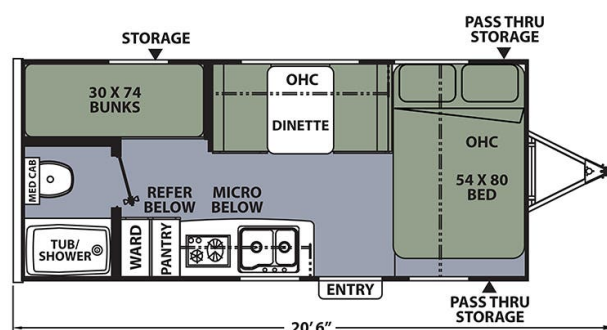 STORAGE
PASS THRU
STORAGE
30 X 74
BUNKS
OHC
DINETTE
OHC
54 X 80
BED
MED CAB
REFER
BELOW
MICRO
BELOW
TUB/
SHOWER
WARD
PANTRY
ENTRY
PASS THRU
STORAGE
20' 6"